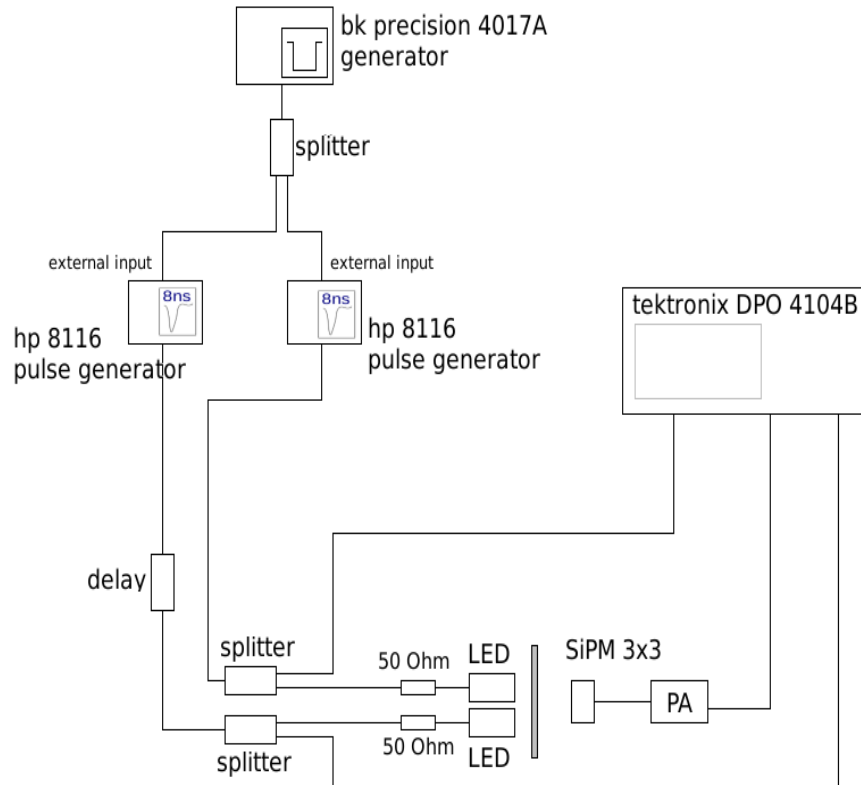 bk precision 4017A
generator
splitter
external input
external input
8ns
8ns
hp 8116
pulse generator
hp 8116
pulse generator
tektronix DPO 4104B
delay
splitter
50 Ohm
LED
SiPM 3x3
PA
50 Ohm
splitter
LED